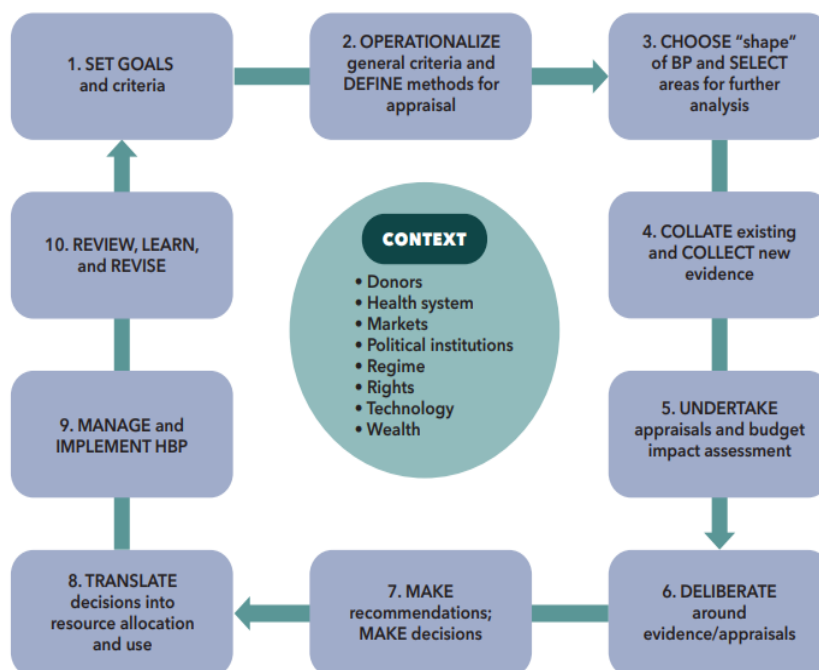 1. SET GOALS
and criteria
2. OPERATIONALIZE
general criteria and
DEFINE methods for
appraisal
3. CHOOSE “shape”
of BP and SELECT
areas for further
analysis
4. COLLATE existing
and COLLECT new
evidence
5. UNDERTAKE
appraisals and budget
impact assessment
6. DELIBERATE
around
evidence/appraisals
7. MAKE
recommendations;
MAKE decisions
8. TRANSLATE
decisions into
resource allocation
and use
9. MANAGE and
IMPLEMENT HBP
10. REVIEW, LEARN,
and REVISE
CONTEXT
• Donors
• Health system
• Markets
• Political institutions
• Regime
• Rights
• Technology
• Wealth